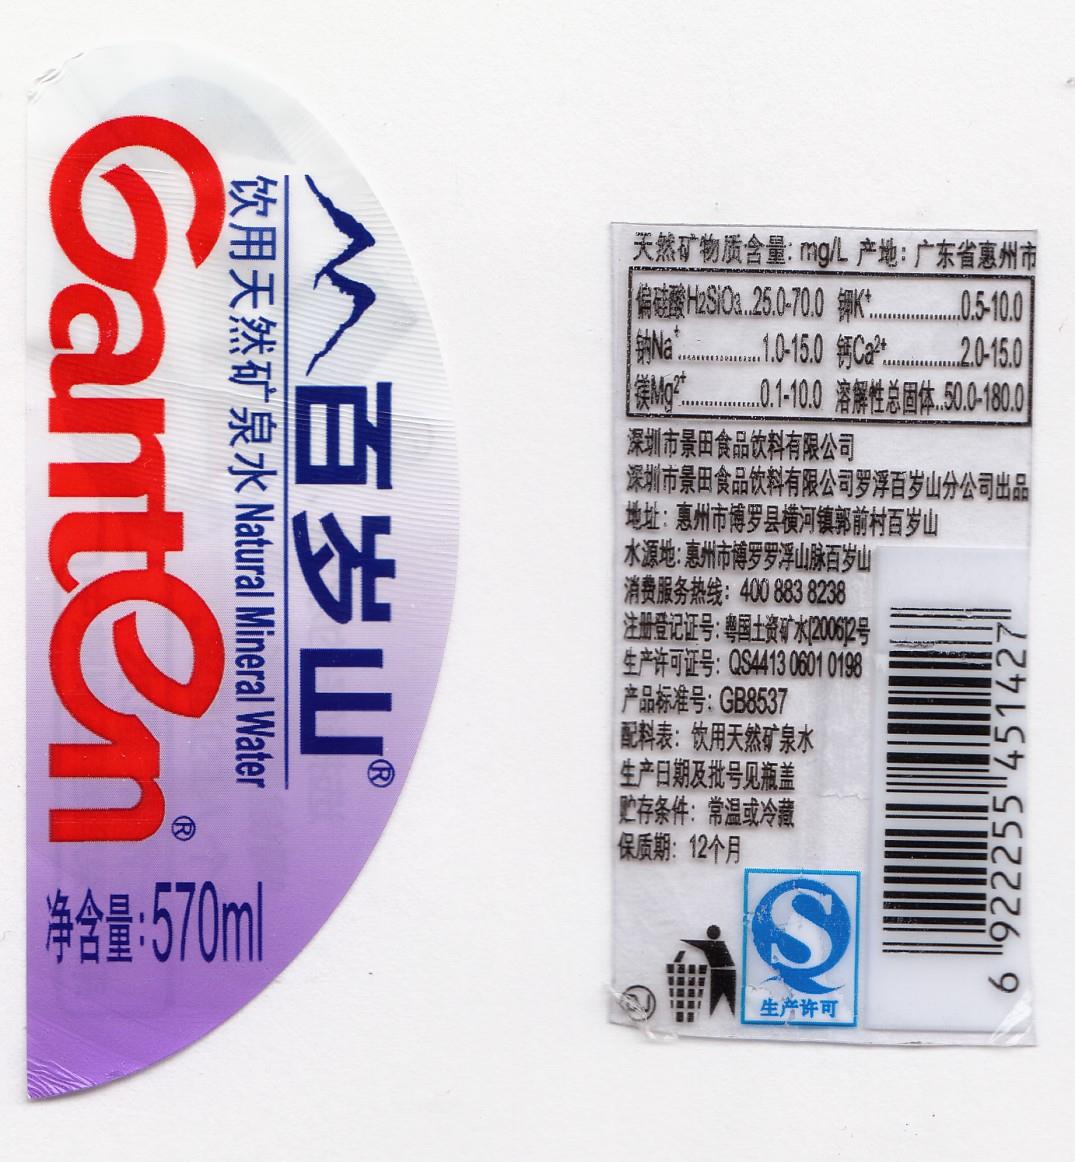 Ganten®
百岁山®
饮用天然矿泉水 Natural Mineral Water
净含量:570ml
天然矿物质含量: mg/L 产地: 广东省惠州市
偏硅酸H2SiO3..25.0-70.0 钾K+...................0.5-10.0
钠Na+..................1.0-15.0 钙Ca2+................2.0-15.0
镁Mg2+.................0.1-10.0 溶解性总固体..50.0-180.0
深圳市景田食品饮料有限公司
深圳市景田食品饮料有限公司罗浮百岁山分公司出品
地址: 惠州市博罗县横河镇郭前村百岁山
水源地: 惠州市博罗罗浮山脉百岁山
消费服务热线: 400 883 8238
注册登记证号: 粤国土资矿水[2006]2号
生产许可证号: QS4413 0601 0198
产品标准号: GB8537
配料表: 饮用天然矿泉水
生产日期及批号见瓶盖
贮存条件: 常温或冷藏
保质期: 12个月
QS
生产许可
6 922255 451427